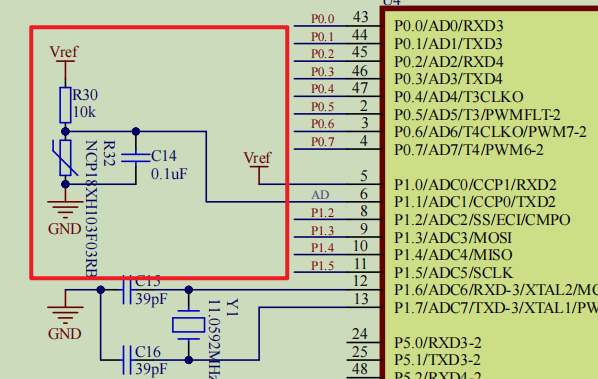 U4
Vref
R30
10k
R32
NCP18XH103F03RB
C14
0.1uF
GND
Vref
AD
P0.0 43 P0.0/AD0/RXD3
P0.1 44 P0.1/AD1/TXD3
P0.2 45 P0.2/AD2/RXD4
P0.3 46 P0.3/AD3/TXD4
P0.4 47 P0.4/AD4/T3CLKO
P0.5 2 P0.5/AD5/T3/PWMFLT-2
P0.6 3 P0.6/AD6/T4CLKO/PWM7-2
P0.7 4 P0.7/AD7/T4/PWM6-2
5 P1.0/ADC0/CCP1/RXD2
6 P1.1/ADC1/CCP0/TXD2
P1.2 8 P1.2/ADC2/SS/ECI/CMPO
P1.3 9 P1.3/ADC3/MOSI
P1.4 10 P1.4/ADC4/MISO
P1.5 11 P1.5/ADC5/SCLK
12 P1.6/ADC6/RXD-3/XTAL2/MC
13 P1.7/ADC7/TXD-3/XTAL1/PW
C15
39pF
GND
Y1
11.0592MHz
C16
39pF
24 P5.0/RXD3-2
25 P5.1/TXD3-2
48 P5.2/RXD4-2